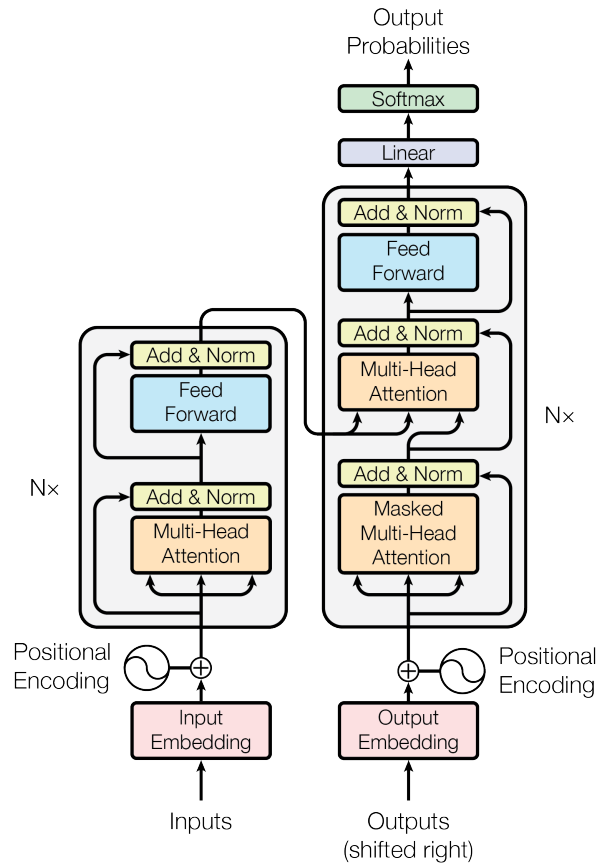 Output
Probabilities
Softmax
Linear
Add & Norm
Feed
Forward
Add & Norm
Multi-Head
Attention
Add & Norm
Masked
Multi-Head
Attention
N×
Add & Norm
Feed
Forward
Add & Norm
Multi-Head
Attention
N×
Positional
Encoding
Positional
Encoding
Input
Embedding
Output
Embedding
Inputs
Outputs
(shifted right)